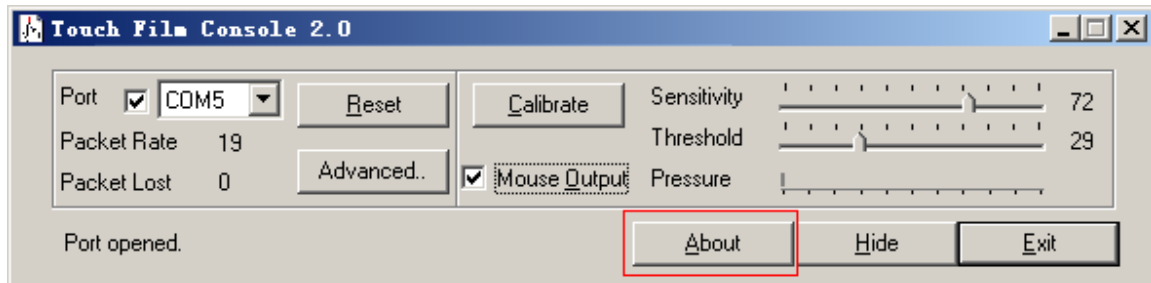 Touch Film Console 2.0
Port COM5 Reset Calibrate Sensitivity 72
Packet Rate 19 Threshold 29
Packet Lost 0 Advanced.. Mouse Output Pressure
Port opened. About Hide Exit